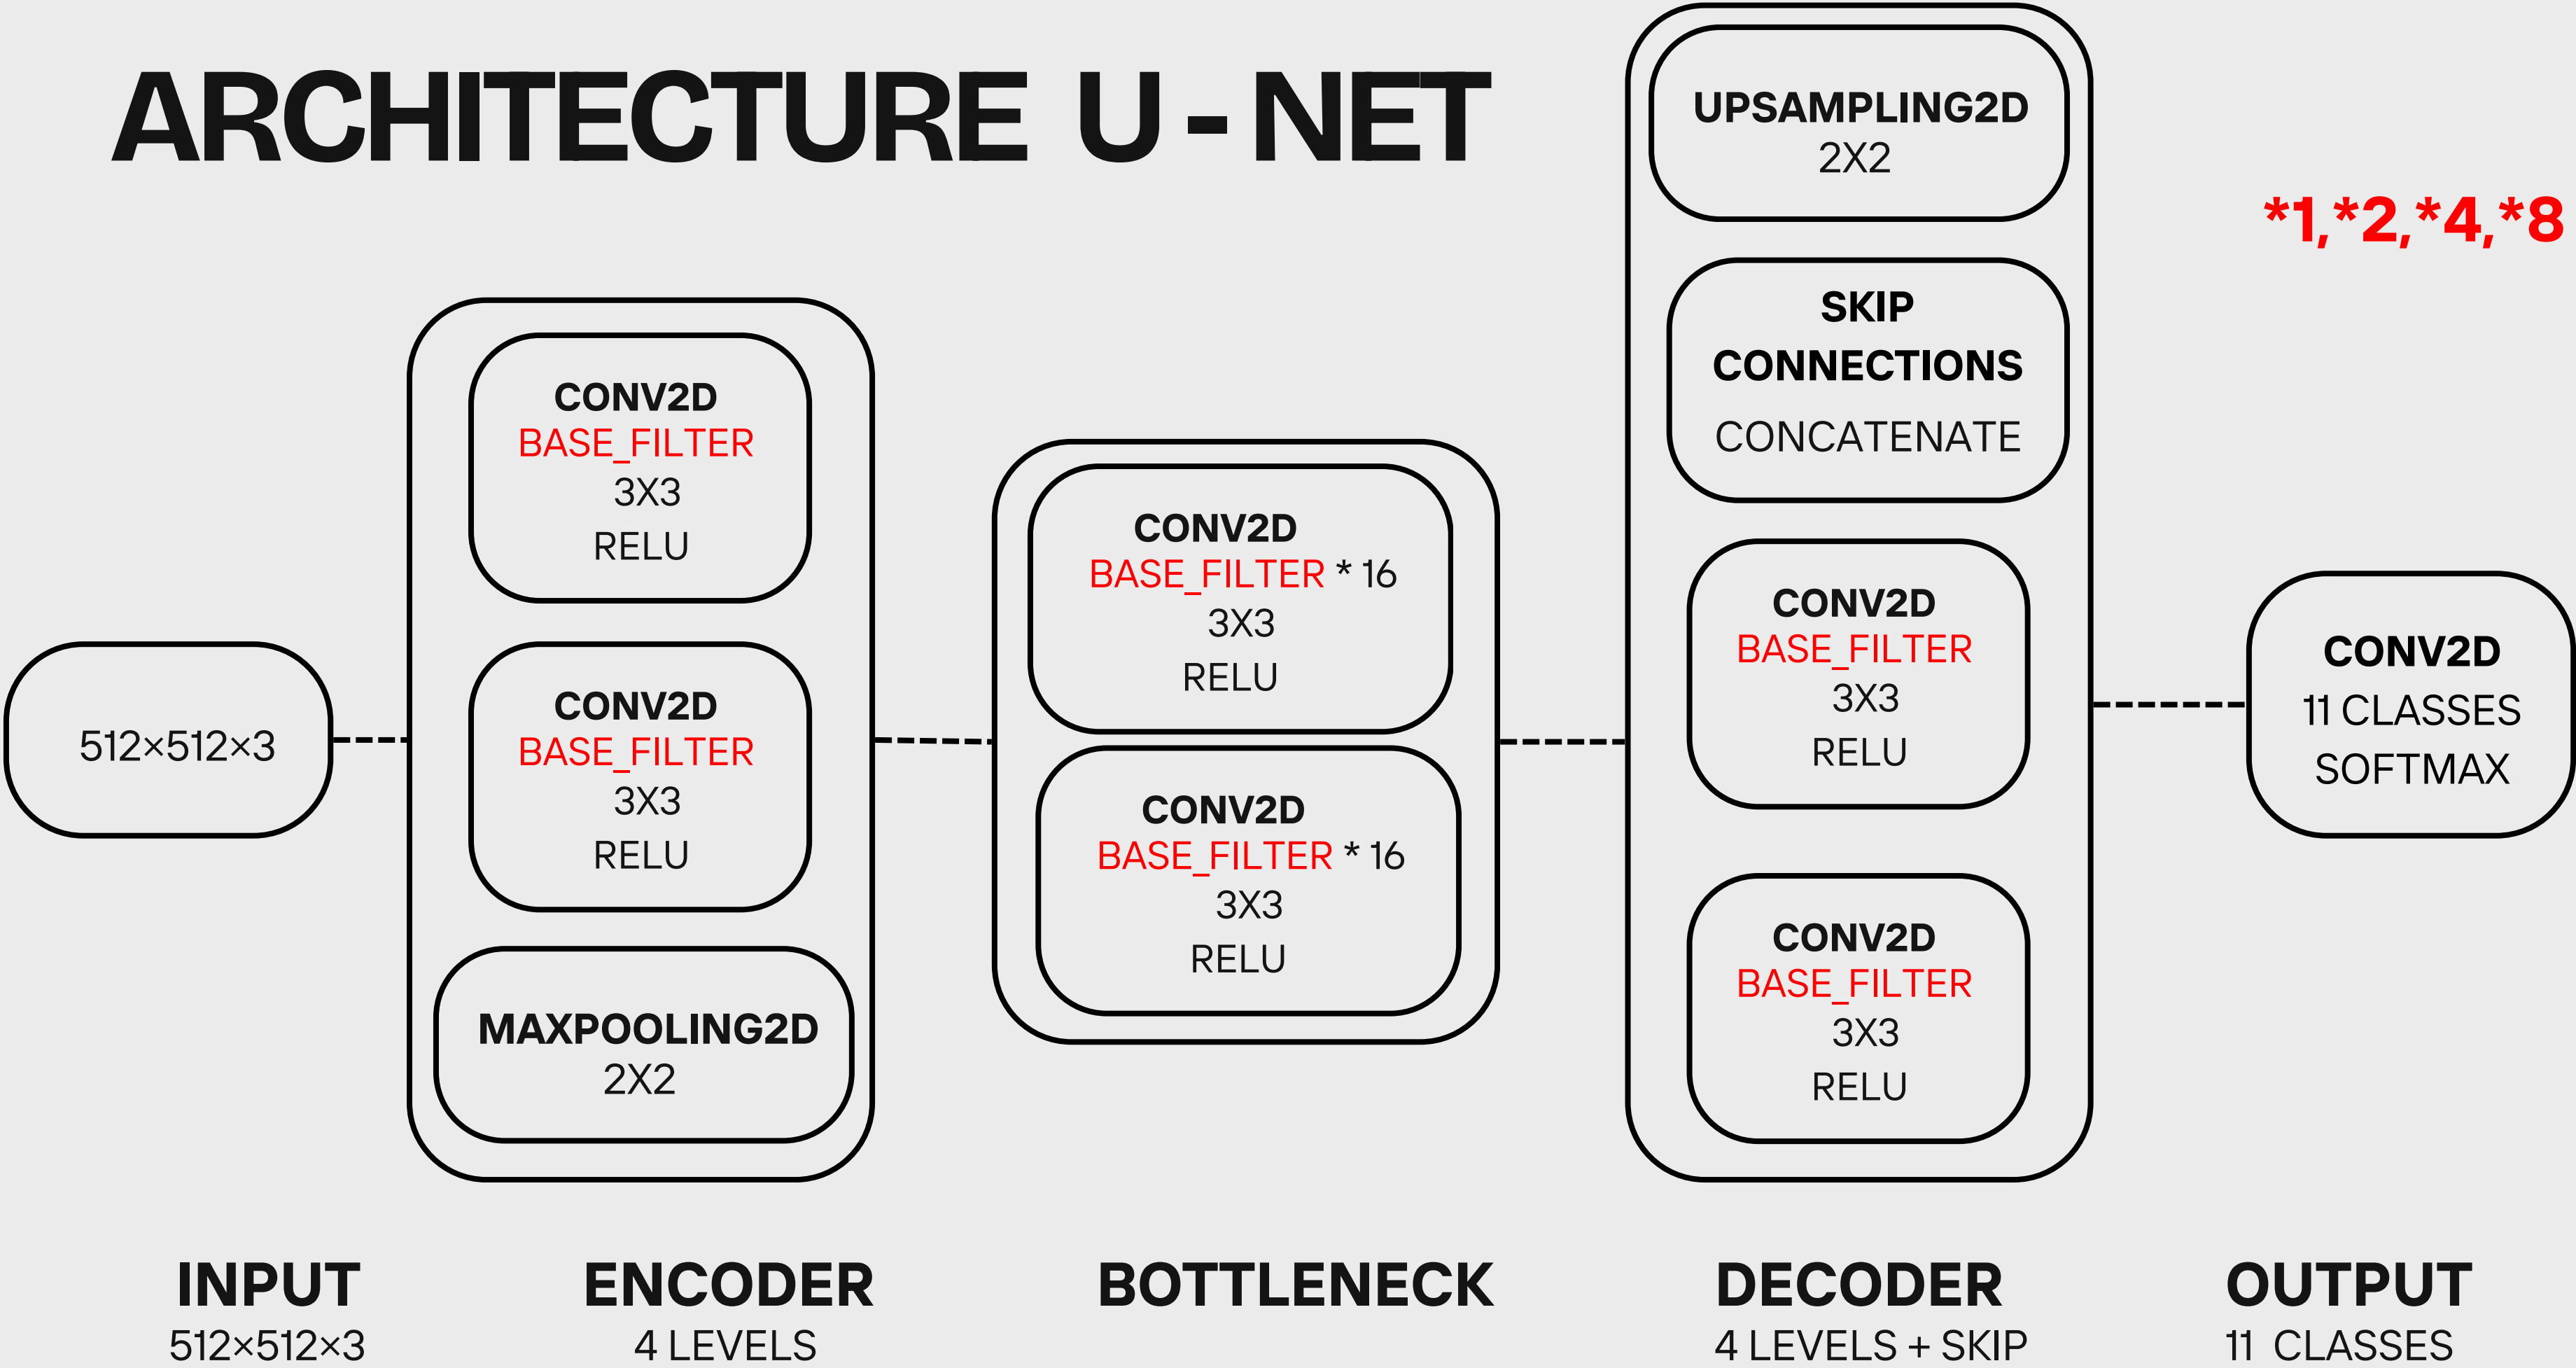 ARCHITECTURE U - NET
*1,*2,*4,*8
512×512×3
CONV2D
BASE_FILTER
3X3
RELU
CONV2D
BASE_FILTER
3X3
RELU
MAXPOOLING2D
2X2
CONV2D
BASE_FILTER * 16
3X3
RELU
CONV2D
BASE_FILTER * 16
3X3
RELU
UPSAMPLING2D
2X2
SKIP
CONNECTIONS
CONCATENATE
CONV2D
BASE_FILTER
3X3
RELU
CONV2D
BASE_FILTER
3X3
RELU
CONV2D
11 CLASSES
SOFTMAX
INPUT
512×512×3
ENCODER
4 LEVELS
BOTTLENECK
DECODER
4 LEVELS + SKIP
OUTPUT
11 CLASSES